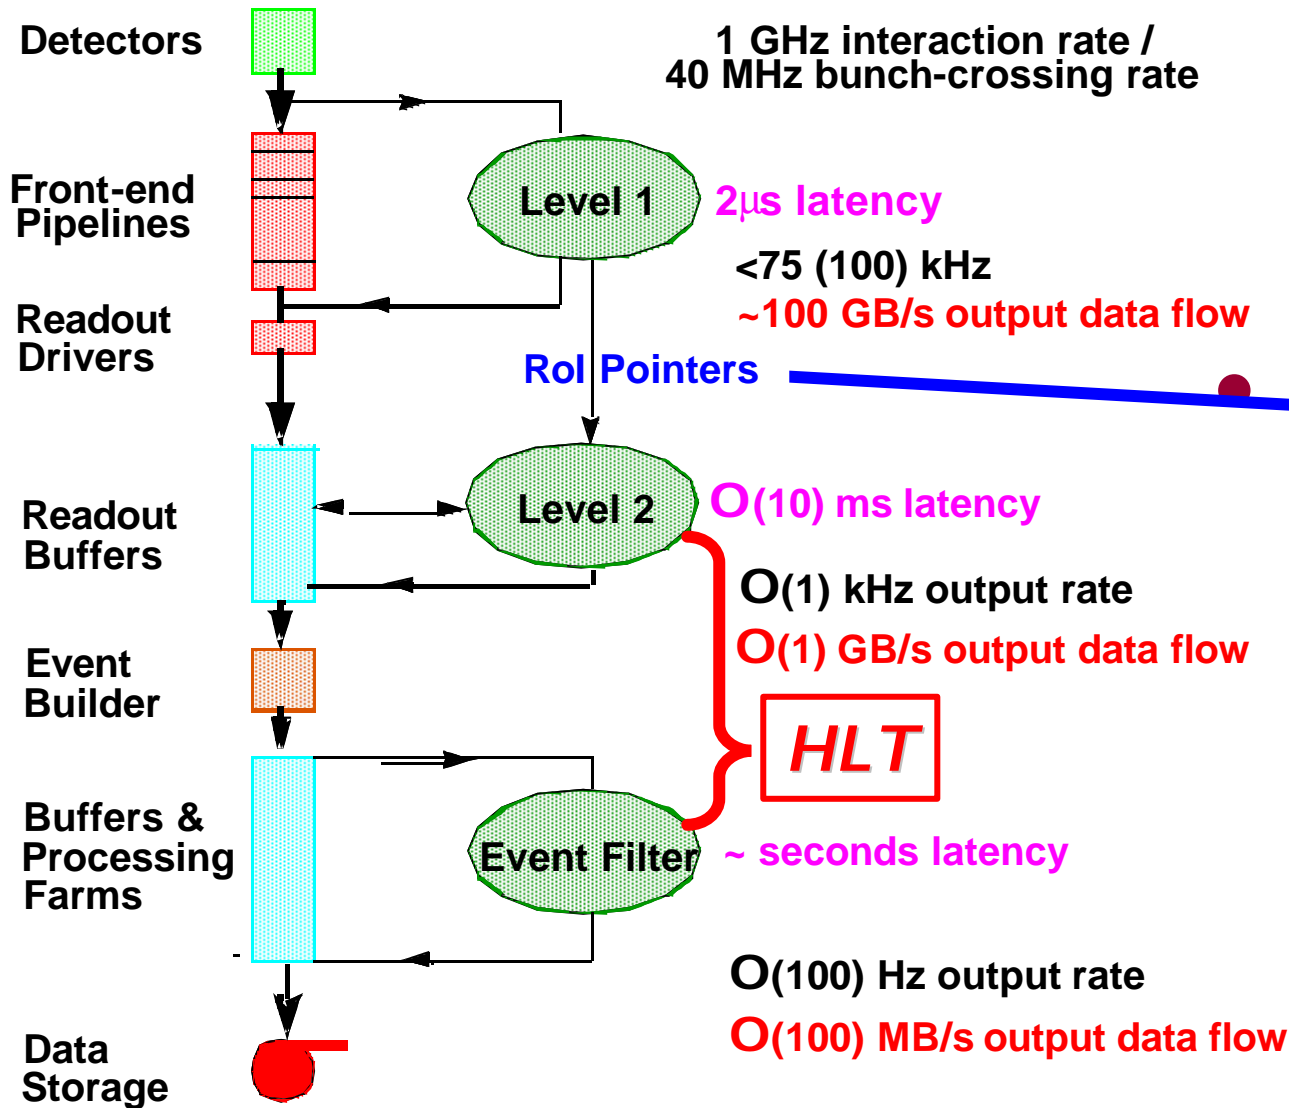 Detectors
1 GHz interaction rate /
40 MHz bunch-crossing rate
Front-end
Pipelines
Level 1
2μs latency
<75 (100) kHz
~100 GB/s output data flow
Readout
Drivers
RoI Pointers
Readout
Buffers
Level 2
O(10) ms latency
O(1) kHz output rate
O(1) GB/s output data flow
Event
Builder
HLT
Buffers &
Processing
Farms
Event Filter
~ seconds latency
-
O(100) Hz output rate
O(100) MB/s output data flow
Data
Storage